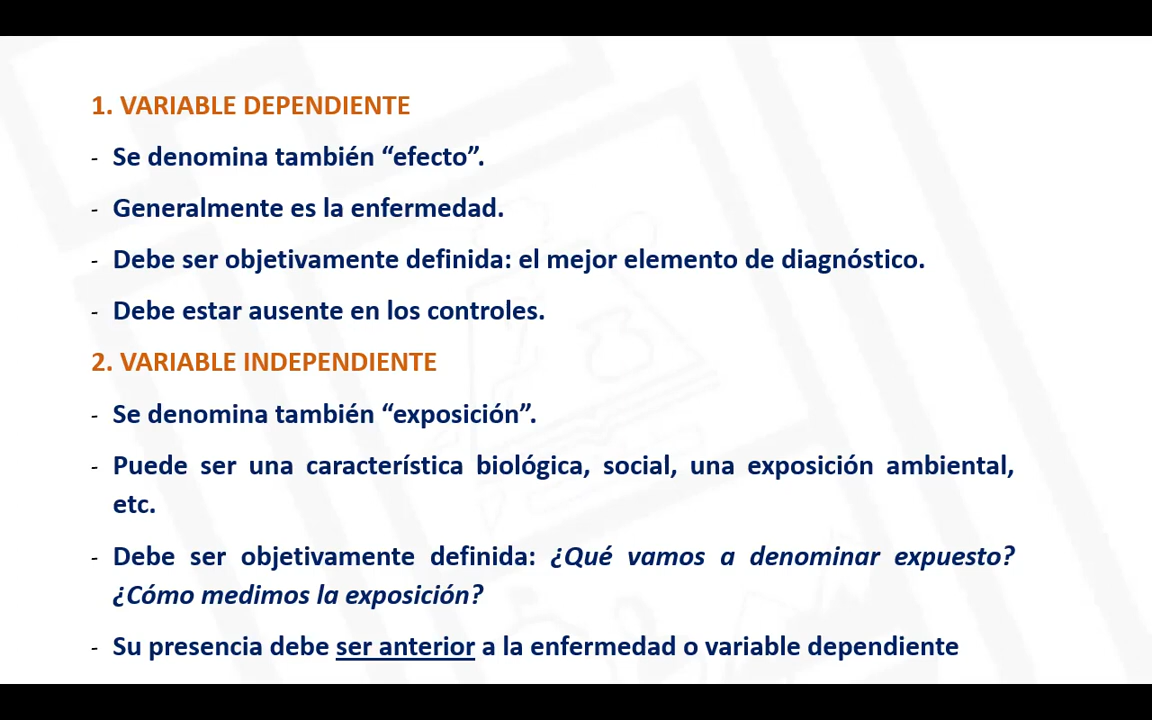 1. VARIABLE DEPENDIENTE
- Se denomina también “efecto”.
- Generalmente es la enfermedad.
- Debe ser objetivamente definida: el mejor elemento de diagnóstico.
- Debe estar ausente en los controles.
2. VARIABLE INDEPENDIENTE
- Se denomina también “exposición”.
- Puede ser una característica biológica, social, una exposición ambiental,
etc.
- Debe ser objetivamente definida: ¿Qué vamos a denominar expuesto?
¿Cómo medimos la exposición?
- Su presencia debe ser anterior a la enfermedad o variable dependiente